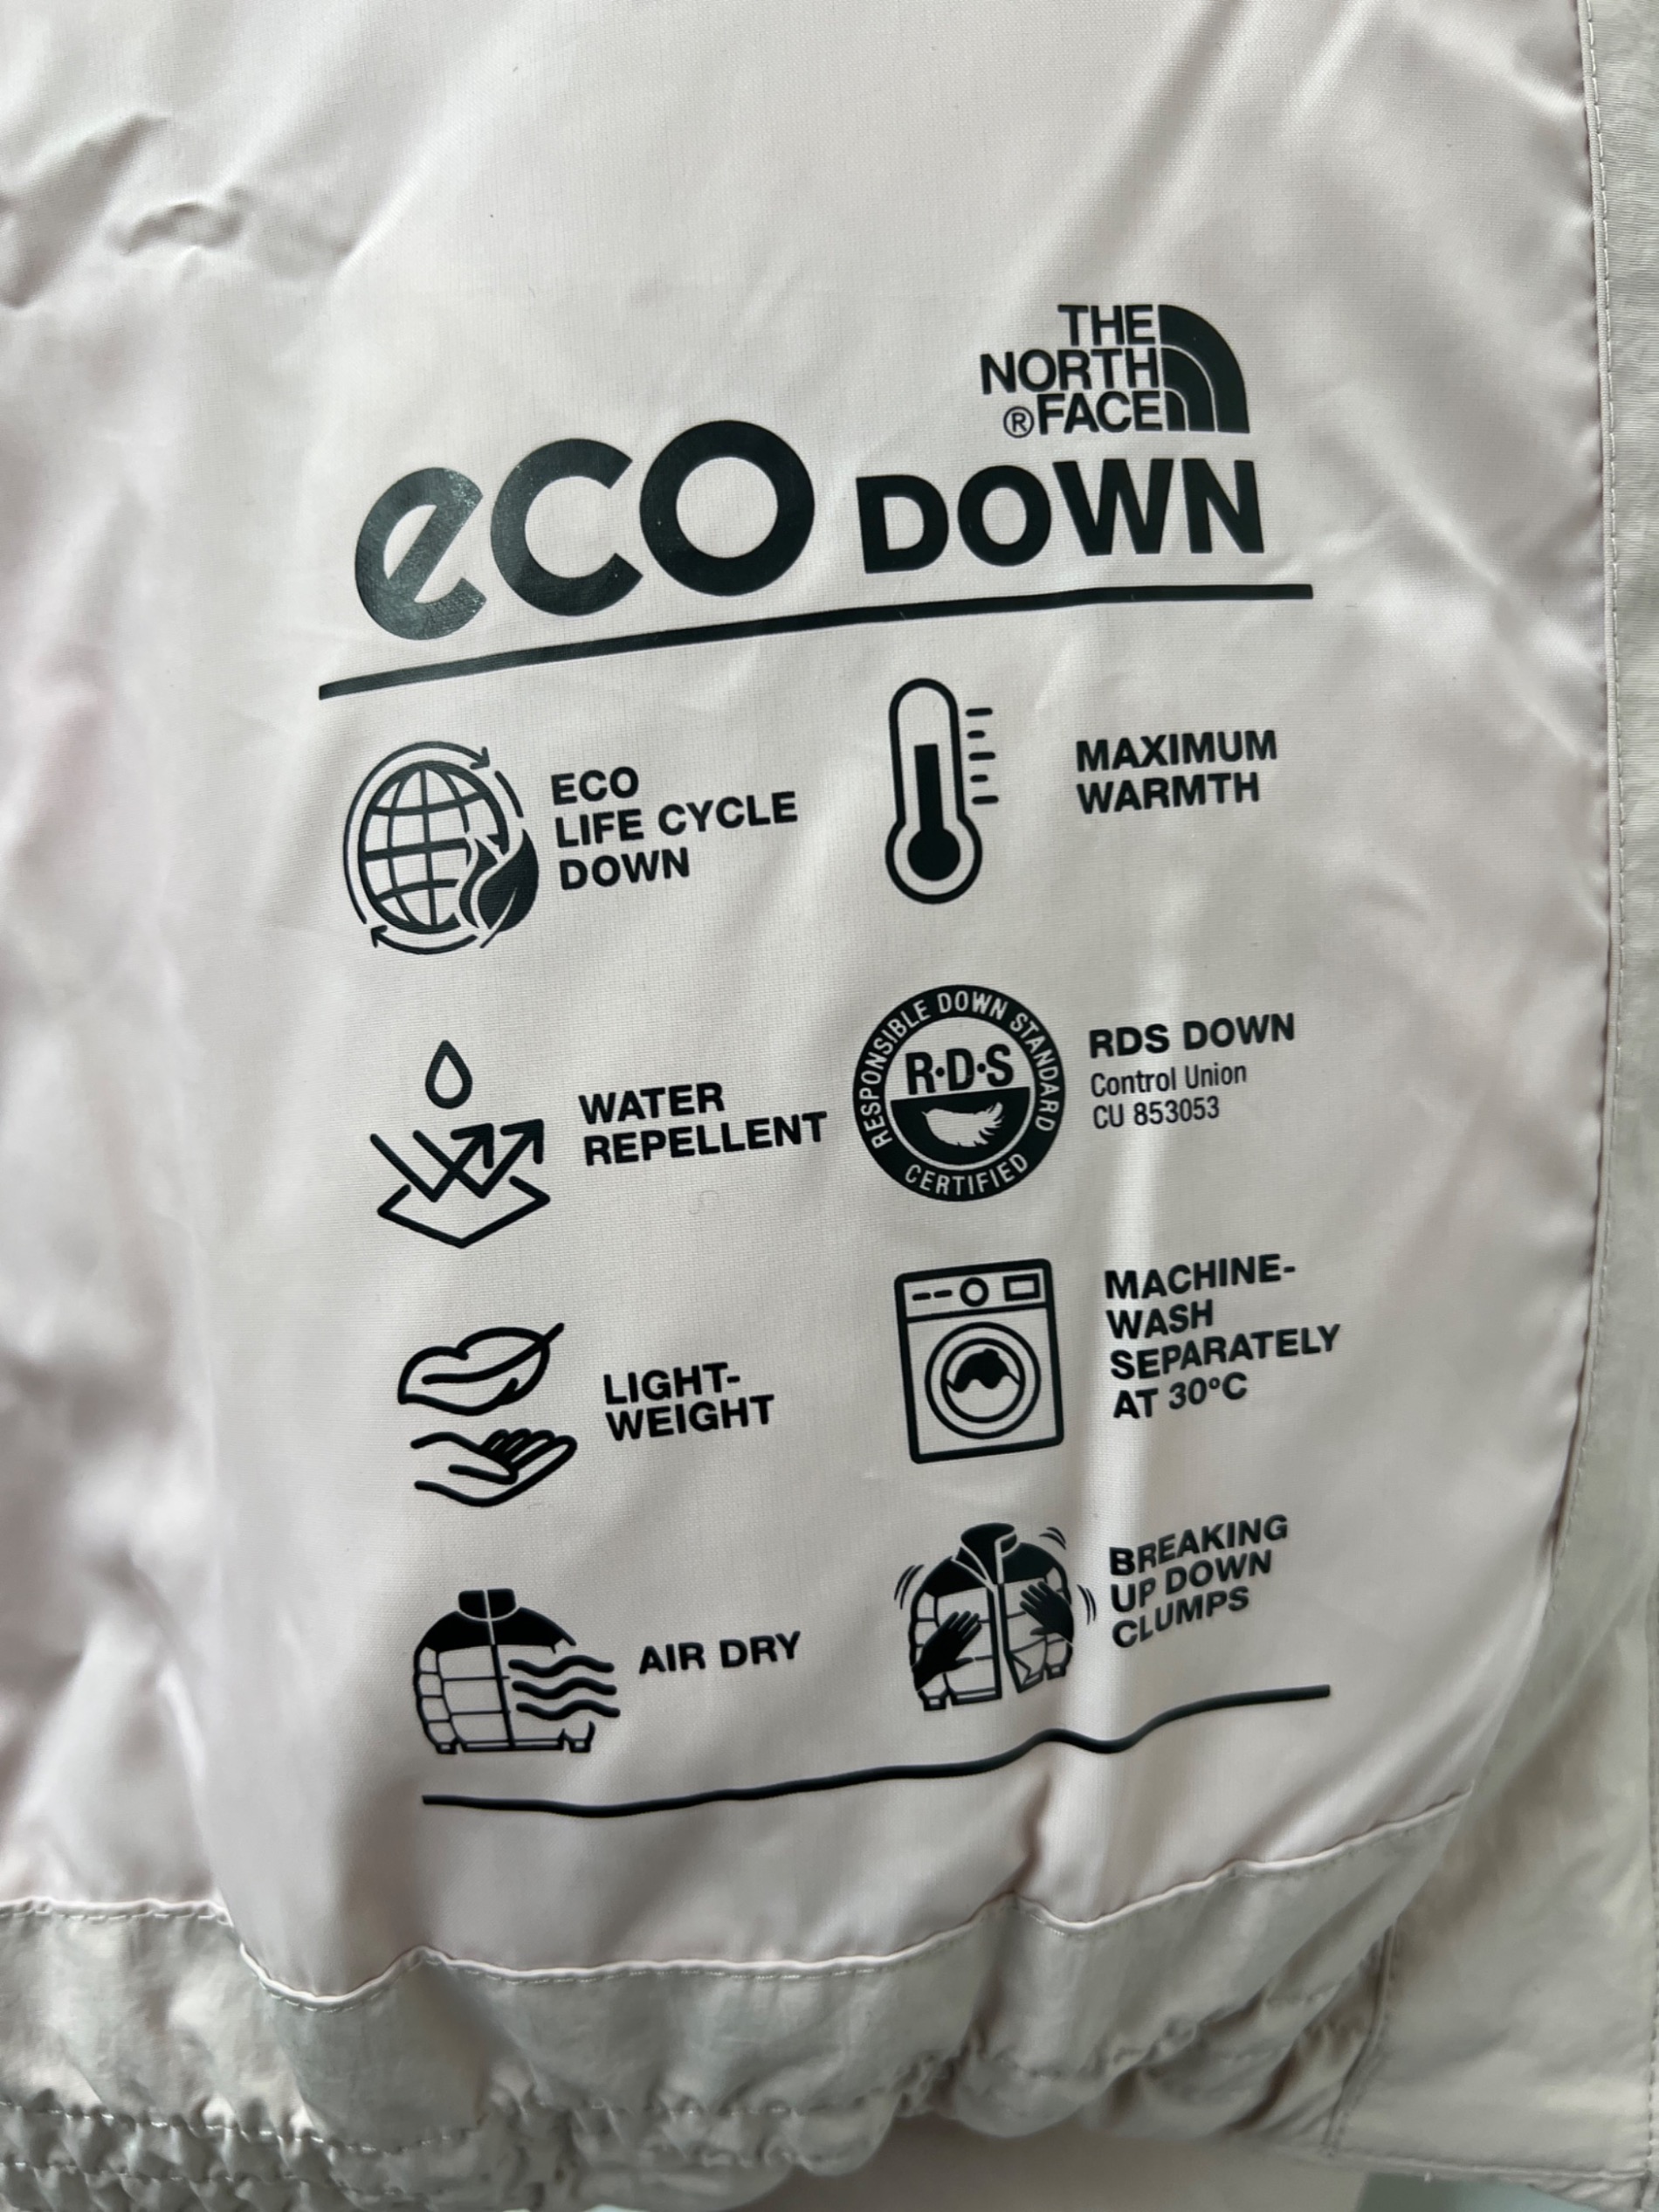 THE
NORTH
®FACE
eco DOWN
ECO
LIFE CYCLE
DOWN
MAXIMUM
WARMTH
WATER
REPELLENT
RESPONSIBLE DOWN STANDARD
R·D·S
CERTIFIED
RDS DOWN
Control Union
CU 853053
LIGHT-
WEIGHT
MACHINE-
WASH
SEPARATELY
AT 30°C
AIR DRY
BREAKING
UP DOWN
CLUMPS